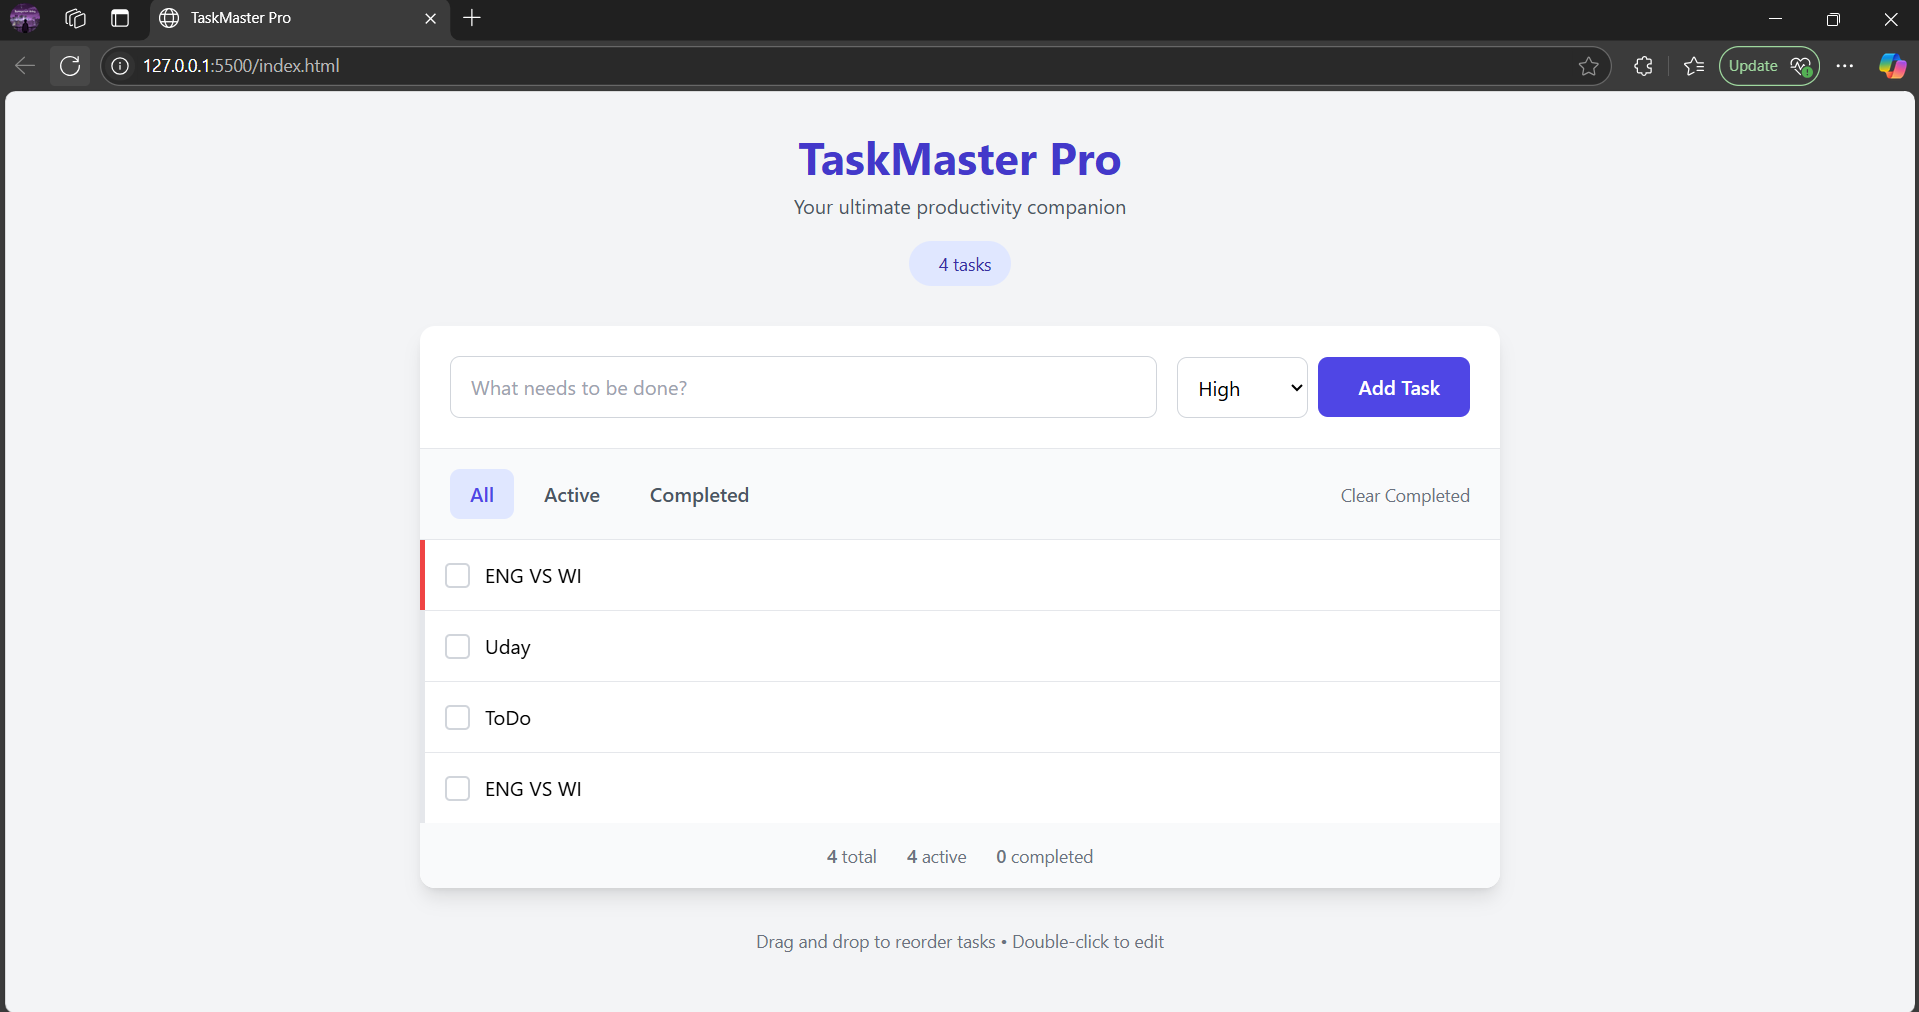 TaskMaster Pro
127.0.0.1:5500/index.html
Update
TaskMaster Pro
Your ultimate productivity companion
4 tasks
What needs to be done?
High
Add Task
All
Active
Completed
Clear Completed
ENG VS WI
Uday
ToDo
ENG VS WI
4 total 4 active 0 completed
Drag and drop to reorder tasks • Double-click to edit